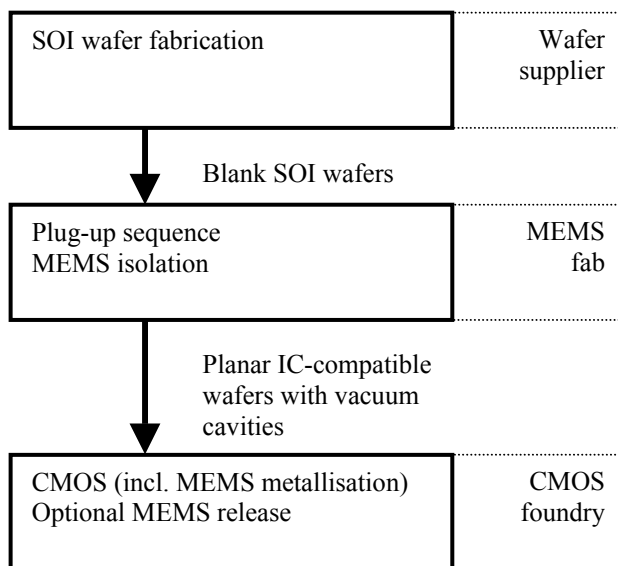 SOI wafer fabrication
Wafer
supplier
Blank SOI wafers
Plug-up sequence
MEMS isolation
MEMS
fab
Planar IC-compatible
wafers with vacuum
cavities
CMOS (incl. MEMS metallisation)
Optional MEMS release
CMOS
foundry